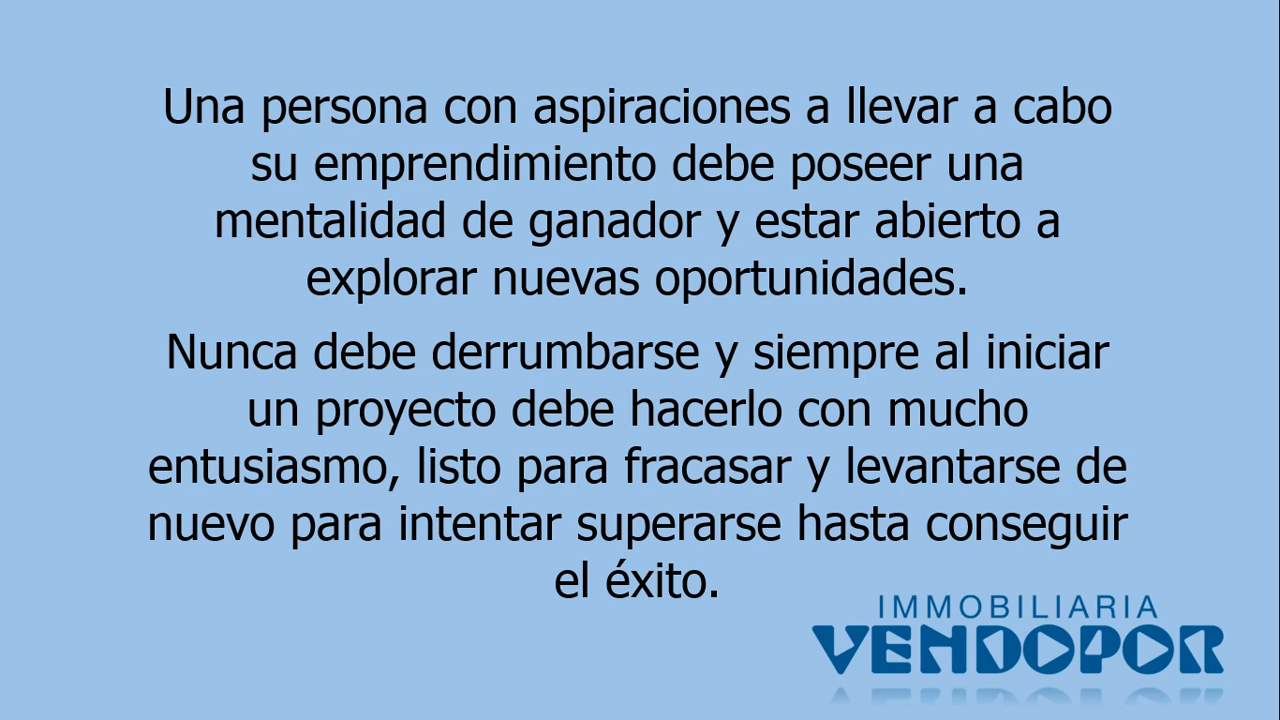 Una persona con aspiraciones a llevar a cabo
su emprendimiento debe poseer una
mentalidad de ganador y estar abierto a
explorar nuevas oportunidades.
Nunca debe derrumbarse y siempre al iniciar
un proyecto debe hacerlo con mucho
entusiasmo, listo para fracasar y levantarse de
nuevo para intentar superarse hasta conseguir
el éxito.
IMMOBILIARIA
VENDOPOR